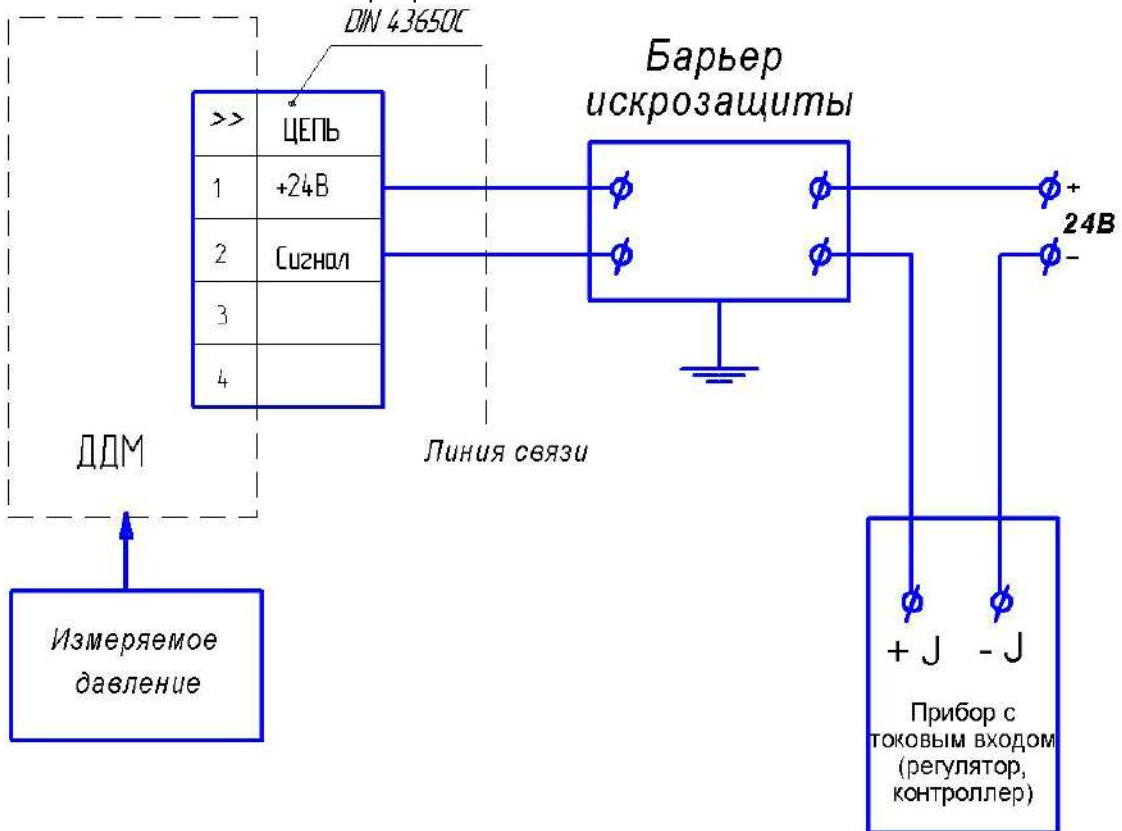 DIN 43650C
Барьер
искрозащиты
>> ЦЕПЬ
1 +24В
2 Сигнал
3
4
+
24В
-
ДДМ
Линия связи
Измеряемое
давление
+ J - J
Прибор с
токовым входом
(регулятор,
контроллер)